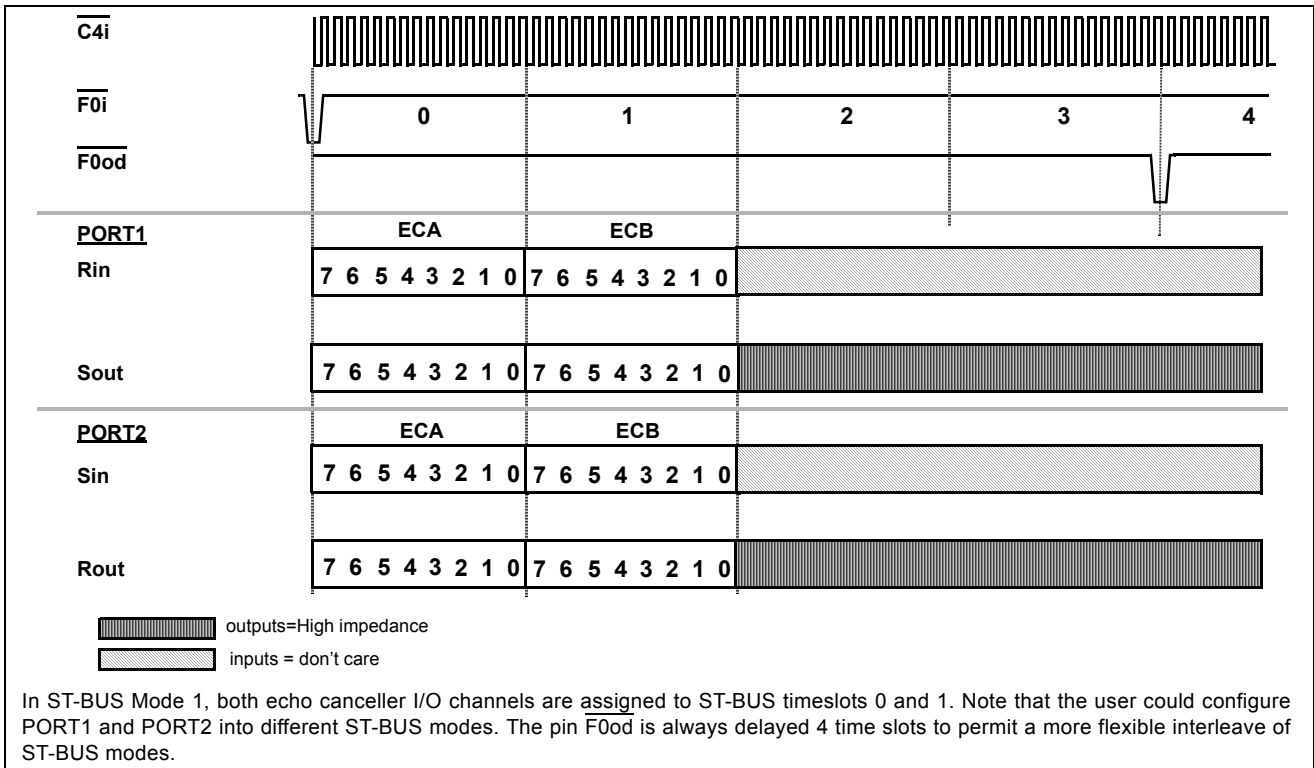 C4i
F0i
0 1 2 3 4
F0od
PORT1
ECA ECB
Rin
7 6 5 4 3 2 1 0 7 6 5 4 3 2 1 0
Sout
7 6 5 4 3 2 1 0 7 6 5 4 3 2 1 0
PORT2
ECA ECB
Sin
7 6 5 4 3 2 1 0 7 6 5 4 3 2 1 0
Rout
7 6 5 4 3 2 1 0 7 6 5 4 3 2 1 0
outputs=High impedance
inputs = don't care
In ST-BUS Mode 1, both echo canceller I/O channels are assigned to ST-BUS timeslots 0 and 1. Note that the user could configure
PORT1 and PORT2 into different ST-BUS modes. The pin F0od is always delayed 4 time slots to permit a more flexible interleave of
ST-BUS modes.